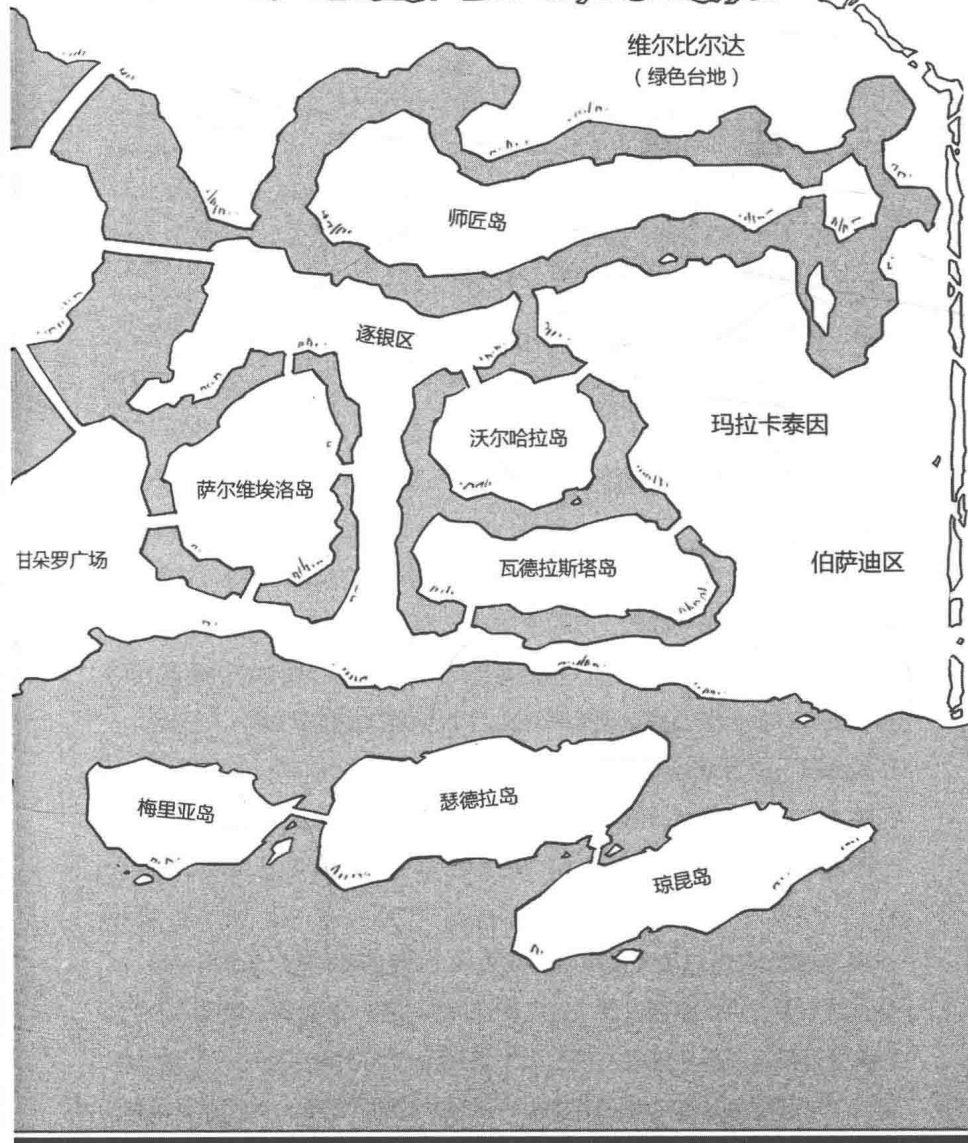 维尔比尔达
（绿色台地）
师匠岛
逐银区
玛拉卡泰因
沃尔哈拉岛
萨尔维埃洛岛
甘朵罗广场
瓦德拉斯塔岛
伯萨迪区
梅里亚岛
瑟德拉岛
琼昆岛